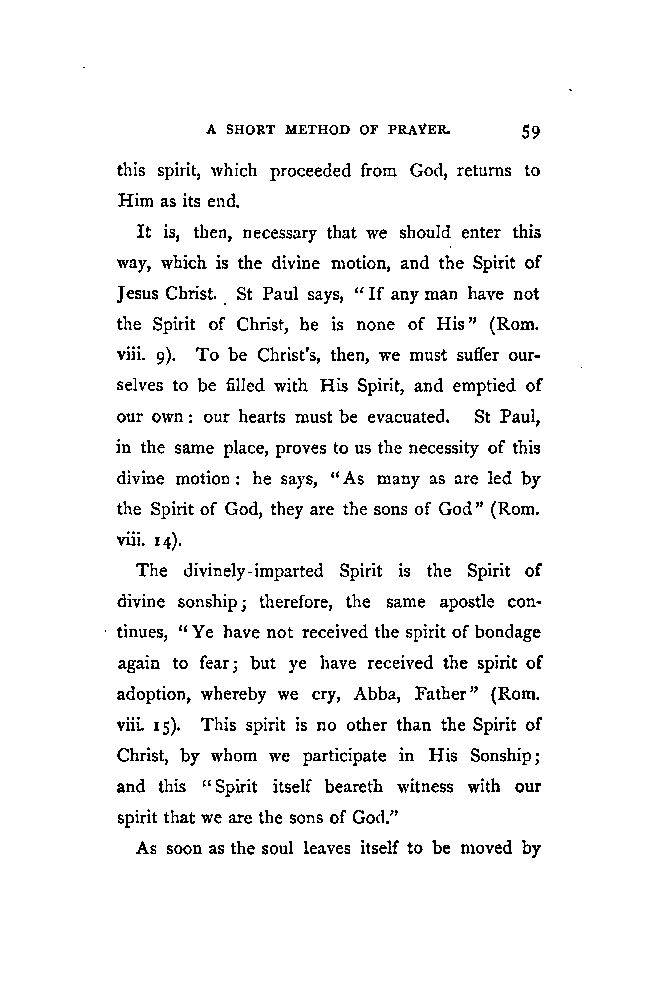 A SHORT METHOD OF PRAYER. 59
this spirit, which proceeded from God, returns to
Him as its end.
It is, then, necessary that we should enter this
way, which is the divine motion, and the Spirit of
Jesus Christ. St Paul says, “If any man have not
the Spirit of Christ, he is none of His” (Rom.
viii. 9). To be Christ's, then, we must suffer our-
selves to be filled with His Spirit, and emptied of
our own : our hearts must be evacuated. St Paul,
in the same place, proves to us the necessity of this
divine motion : he says, “As many as are led by
the Spirit of God, they are the sons of God” (Rom.
viii. 14).
The divinely-imparted Spirit is the Spirit of
divine sonship; therefore, the same apostle con-
tinues, “Ye have not received the spirit of bondage
again to fear; but ye have received the spirit of
adoption, whereby we cry, Abba, Father” (Rom.
viii. 15). This spirit is no other than the Spirit of
Christ, by whom we participate in His Sonship;
and this “Spirit itself beareth witness with our
spirit that we are the sons of God.”
As soon as the soul leaves itself to be moved by